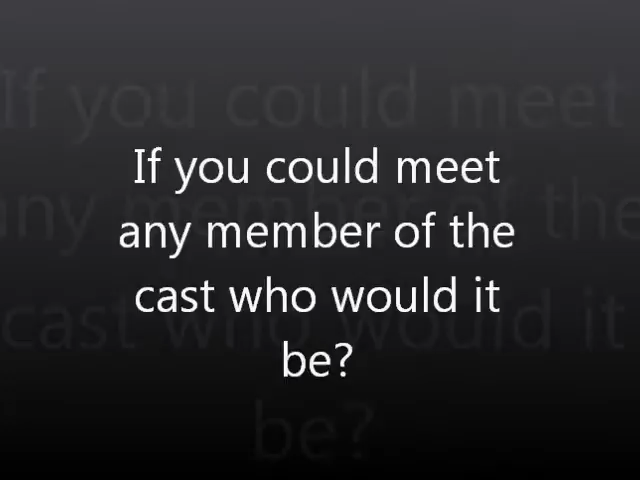 If you could meet
any member of the
cast who would it
be?